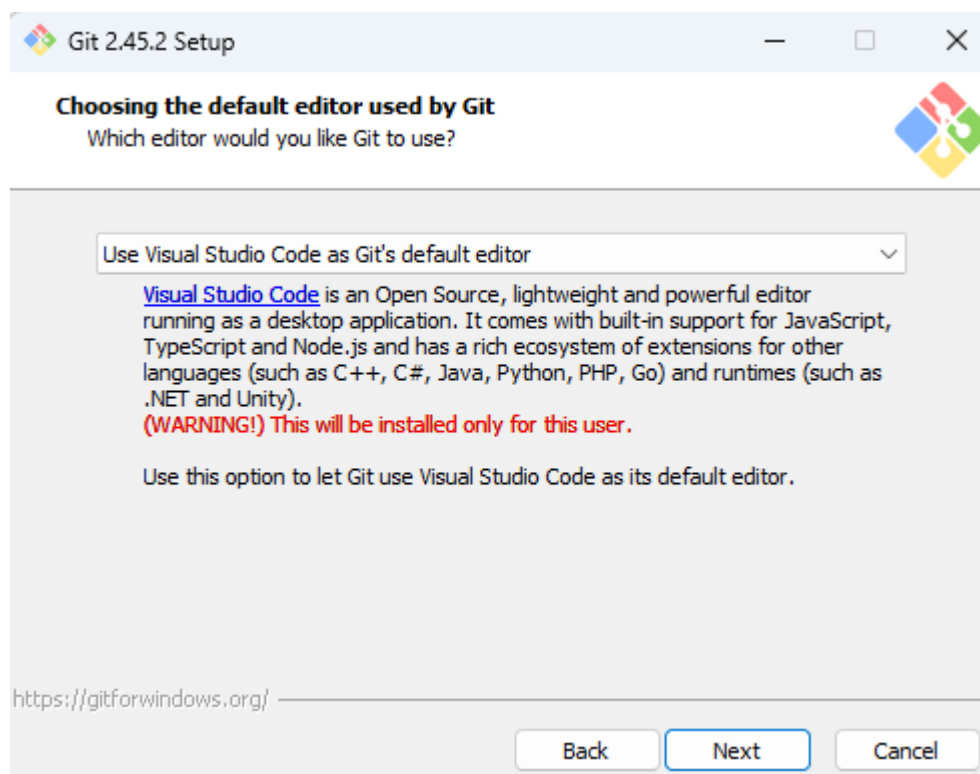 Git 2.45.2 Setup
Choosing the default editor used by Git
Which editor would you like Git to use?
Use Visual Studio Code as Git's default editor
Visual Studio Code is an Open Source, lightweight and powerful editor
running as a desktop application. It comes with built-in support for JavaScript,
TypeScript and Node.js and has a rich ecosystem of extensions for other
languages (such as C++, C#, Java, Python, PHP, Go) and runtimes (such as
.NET and Unity).
(WARNING!) This will be installed only for this user.
Use this option to let Git use Visual Studio Code as its default editor.
https://gitforwindows.org/
Back Next Cancel